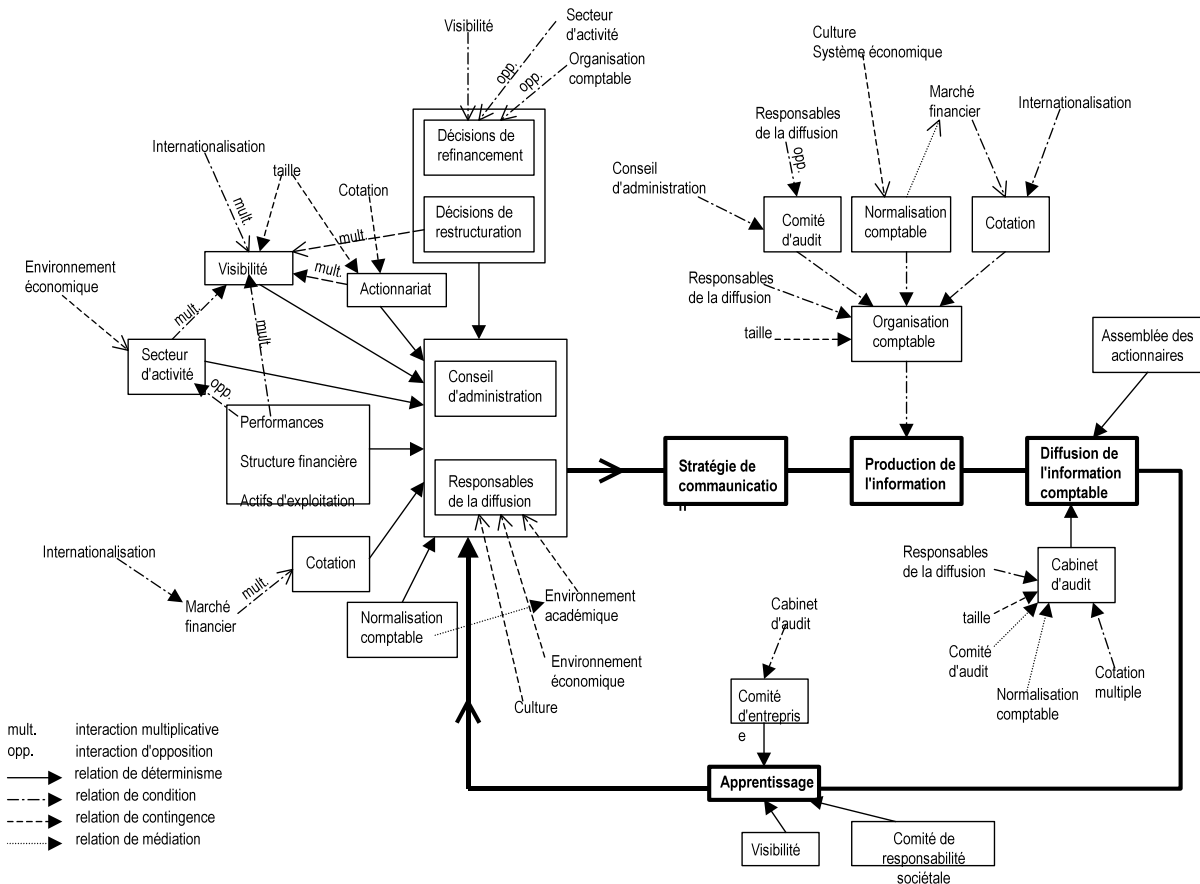 Visibilité
Secteur
d'activité
opp.
opp.
Organisation
comptable
Décisions de
refinancement
Décisions de
restructuration
Internationalisation
taille
Cotation
mult.
mult.
mult.
Visibilité
Actionnariat
Environnement
économique
mult.
mult.
Secteur
d'activité
opp.
Performances
Structure financière
Actifs d'exploitation
Conseil
d'administration
Responsables
de la diffusion
Internationalisation
Marché
financier
mult.
Cotation
Normalisation
comptable
Environnement
académique
Environnement
économique
Culture
Culture
Système économique
Responsables
de la diffusion
opp.
Marché
financier
Internationalisation
Conseil
d'administration
Comité
d'audit
Normalisation
comptable
Cotation
Responsables
de la diffusion
taille
Organisation
comptable
Assemblée des
actionnaires
Stratégie de
commaunicatio
n
Production de
l'information
Diffusion de
l'information
comptable
Responsables
de la diffusion
taille
Comité
d'audit
Normalisation
comptable
Cabinet
d'audit
Cotation
multiple
Cabinet
d'audit
Comité
d'entrepris
e
Apprentissage
Visibilité
Comité de
responsabilité
sociétale
mult. interaction multiplicative
opp. interaction d'opposition
relation de déterminisme
relation de condition
relation de contingence
relation de médiation